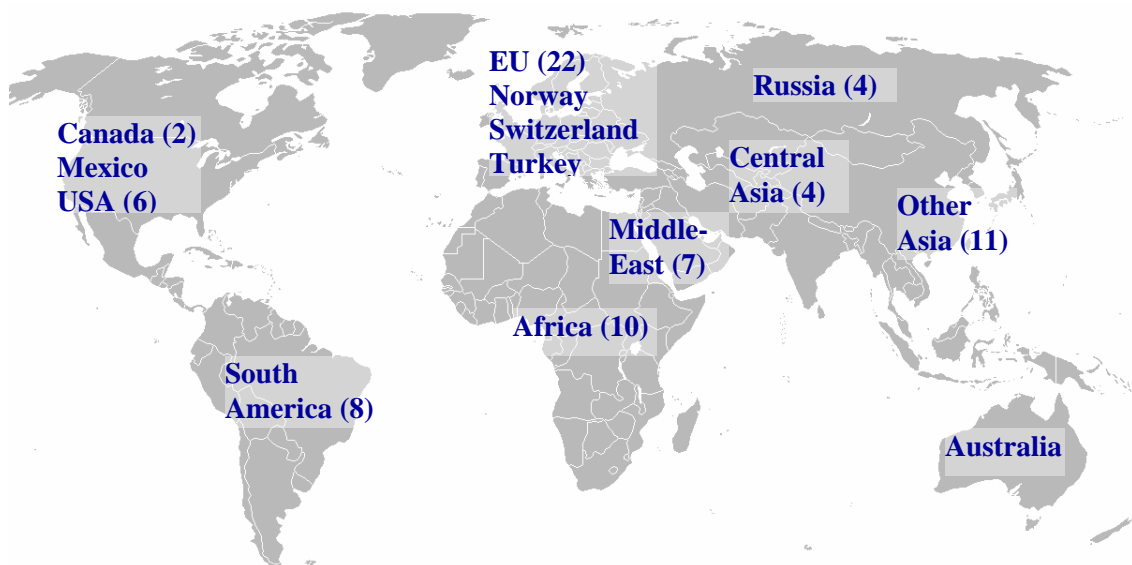 EU (22)
Norway
Switzerland
Turkey
Russia (4)
Canada (2)
Mexico
USA (6)
Central
Asia (4)
Other
Asia (11)
Middle-
East (7)
Africa (10)
South
America (8)
Australia